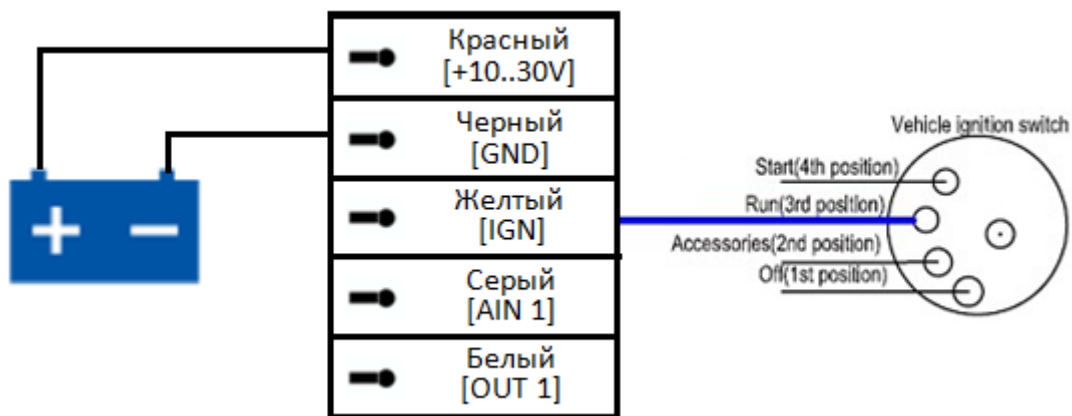 Красный
[+10..30V]
Черный
[GND]
Желтый
[IGN]
Серый
[AIN 1]
Белый
[OUT 1]
Vehicle ignition switch
Start(4th position)
Run(3rd position)
Accessories(2nd position)
Off(1st position)